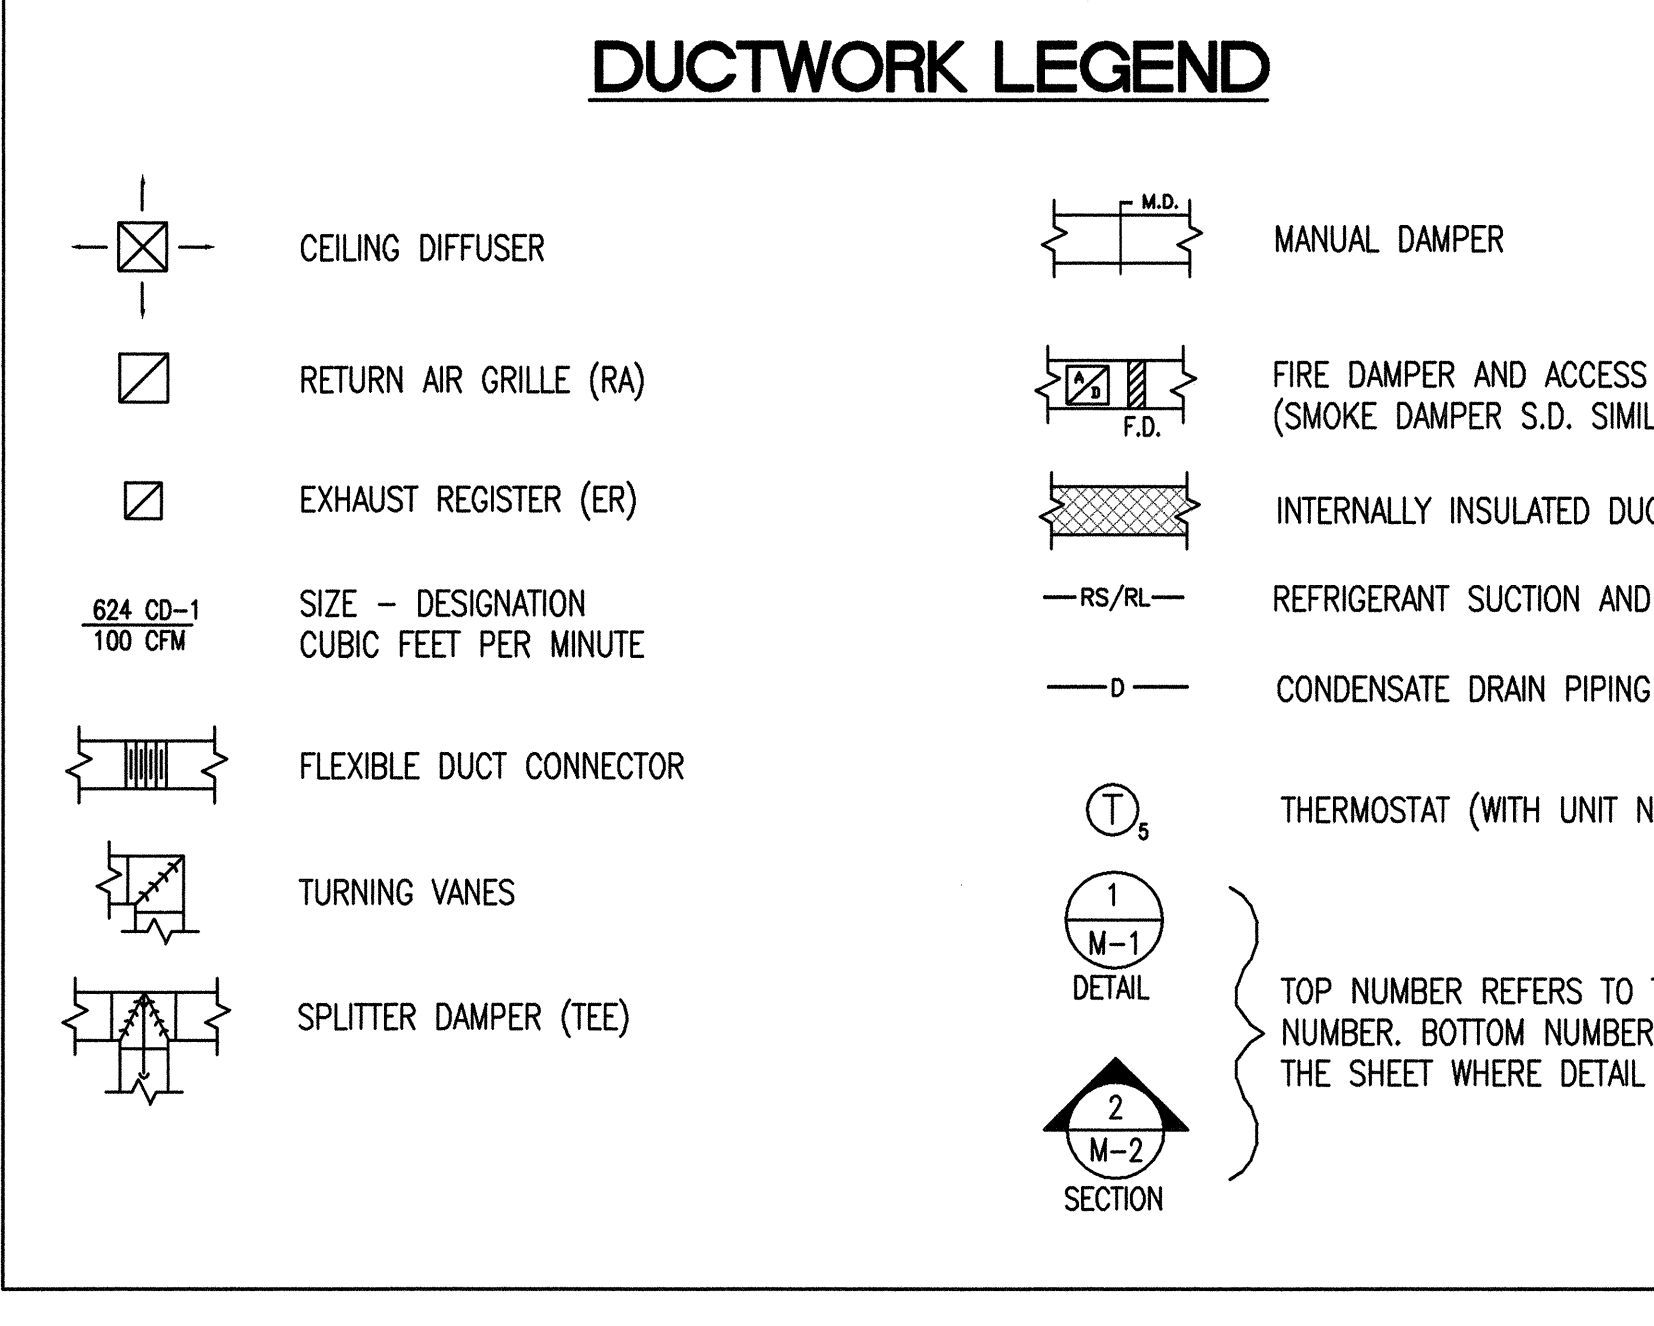 DUCTWORK LEGEND
CEILING DIFFUSER
RETURN AIR GRILLE (RA)
EXHAUST REGISTER (ER)
624 CD-1
100 CFM
SIZE - DESIGNATION
CUBIC FEET PER MINUTE
FLEXIBLE DUCT CONNECTOR
TURNING VANES
SPLITTER DAMPER (TEE)
M.D.
MANUAL DAMPER
A
D
F.D.
FIRE DAMPER AND ACCESS
(SMOKE DAMPER S.D.
INTERNALLY INSULATED
RS/RL
REFRIGERANT SUCTION AND
D
CONDENSATE DRAIN PIPING
T
5
THERMOSTAT (WITH UNIT
1
M-1
DETAIL
2
M-2
SECTION
TOP NUMBER REFERS TO
NUMBER. BOTTOM NUMBER
THE SHEET WHERE DETAIL